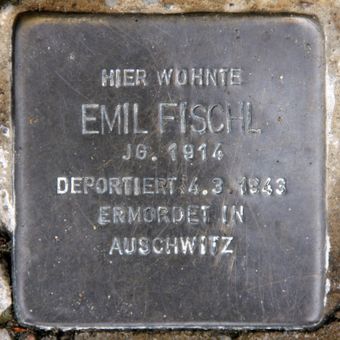 HIER WOHNTE
EMIL FISCHL
JG. 1914
DEPORTIERT 4.3.1943
ERMORDET IN
AUSCHWITZ